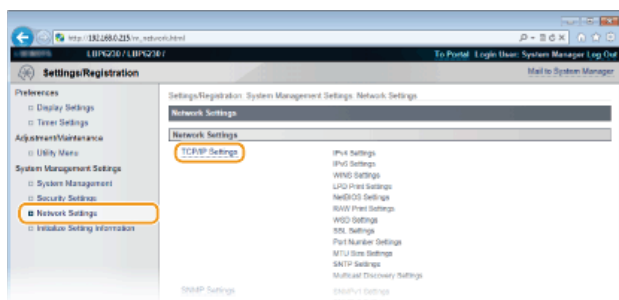 http://192.168.0.215/m_network.html
LBP6230 / LBP6230 /
To Portal Login User: System Manager Log Out
Settings/Registration
Mail to System Manager
Preferences
Settings/Registration: System Management Settings: Network Settings
Display Settings
Timer Settings
Network Settings
Adjustment/Maintenance
Network Settings
Utility Menu
TCP/IP Settings
IPv4 Settings
IPv6 Settings
System Management Settings
WINS Settings
System Management
LPD Print Settings
Security Settings
NetBIOS Settings
Network Settings
RAW Print Settings
WSD Settings
Initialize Setting Information
SSL Settings
Port Number Settings
MTU Size Settings
SNTP Settings
Multicast Discovery Settings
SNMP Settings
SNMPv1 Settings